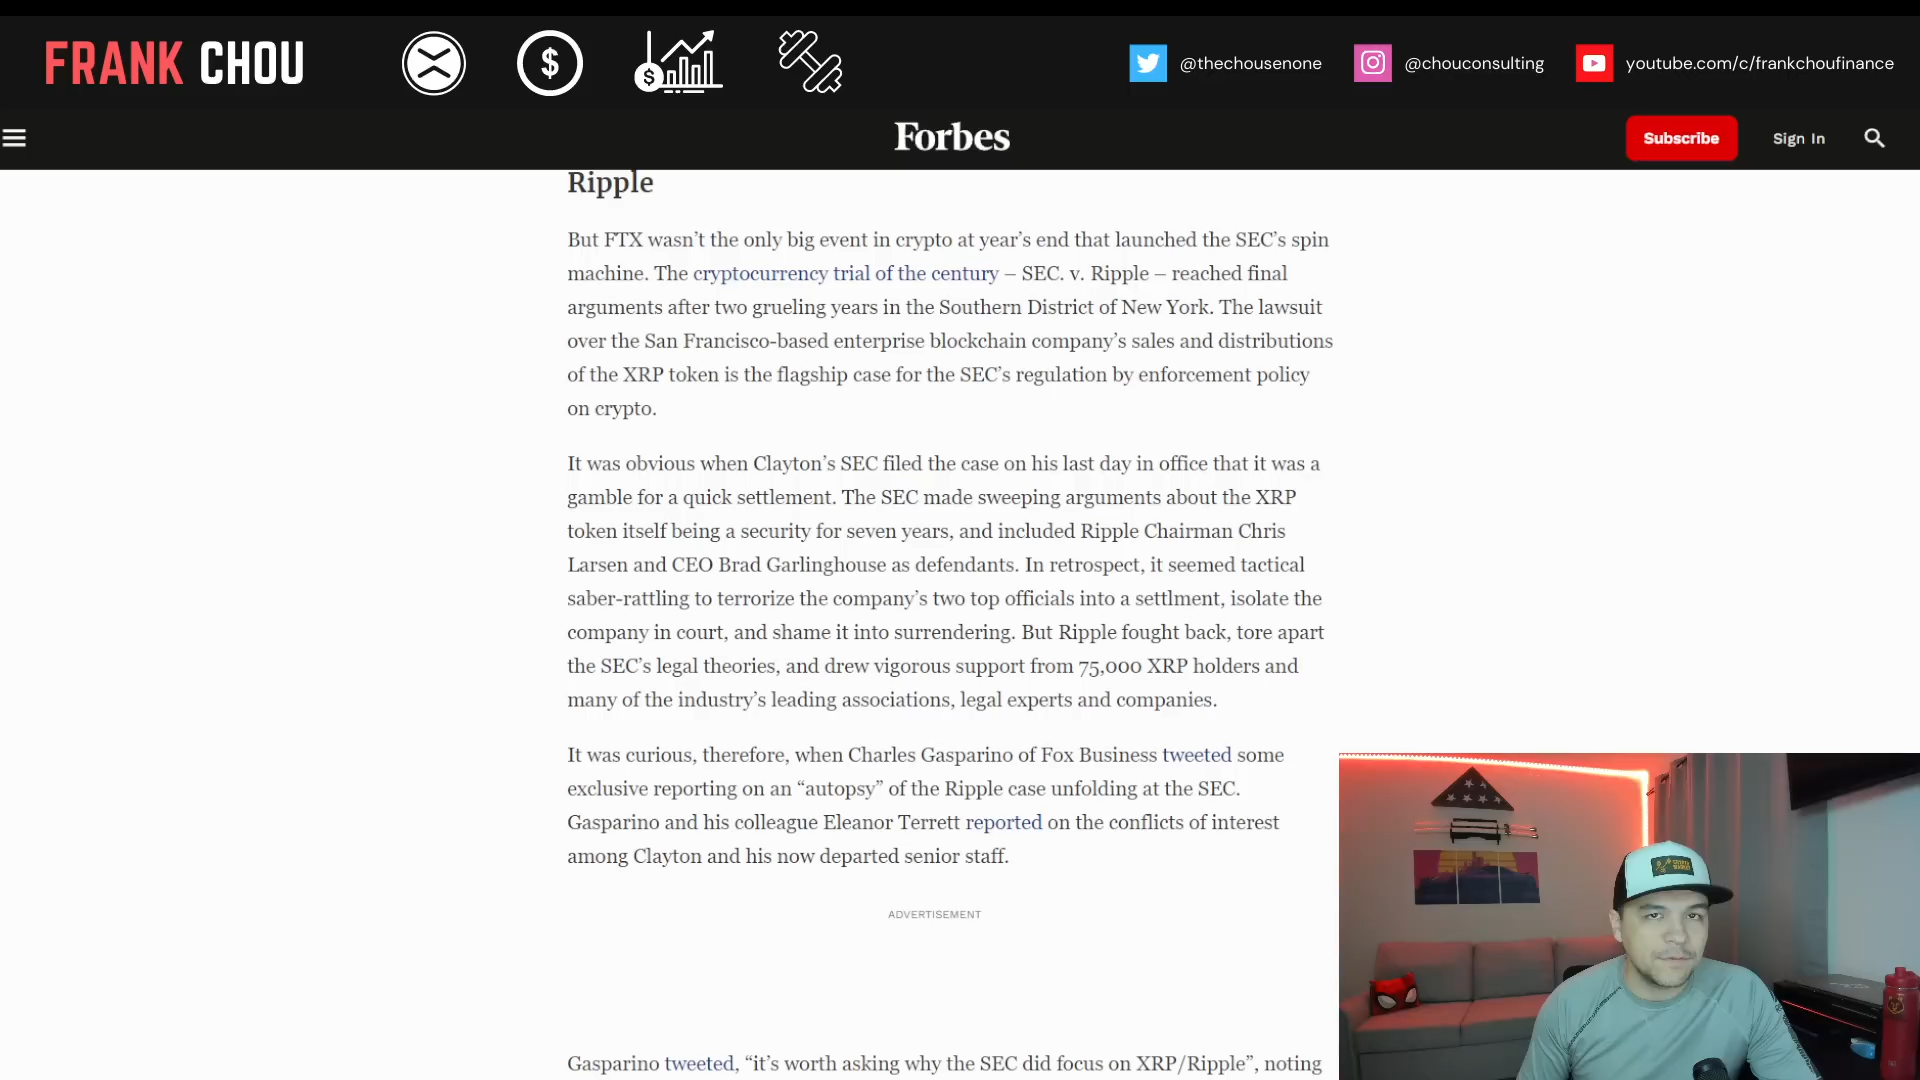 FRANK CHOU
$
$
@thechousenone
@chouconsulting
youtube.com/c/frankchoufinance
Forbes
Subscribe
Sign In
Ripple
But FTX wasn’t the only big event in crypto at year’s end that launched the SEC’s spin
machine. The cryptocurrency trial of the century – SEC. v. Ripple – reached final
arguments after two grueling years in the Southern District of New York. The lawsuit
over the San Francisco-based enterprise blockchain company’s sales and distributions
of the XRP token is the flagship case for the SEC’s regulation by enforcement policy
on crypto.
It was obvious when Clayton’s SEC filed the case on his last day in office that it was a
gamble for a quick settlement. The SEC made sweeping arguments about the XRP
token itself being a security for seven years, and included Ripple Chairman Chris
Larsen and CEO Brad Garlinghouse as defendants. In retrospect, it seemed tactical
saber-rattling to terrorize the company’s two top officials into a settlment, isolate the
company in court, and shame it into surrendering. But Ripple fought back, tore apart
the SEC’s legal theories, and drew vigorous support from 75,000 XRP holders and
many of the industry’s leading associations, legal experts and companies.
It was curious, therefore, when Charles Gasparino of Fox Business tweeted some
exclusive reporting on an “autopsy” of the Ripple case unfolding at the SEC.
Gasparino and his colleague Eleanor Terrett reported on the conflicts of interest
among Clayton and his now departed senior staff.
ADVERTISEMENT
Gasparino tweeted, “it’s worth asking why the SEC did focus on XRP/Ripple”, noting